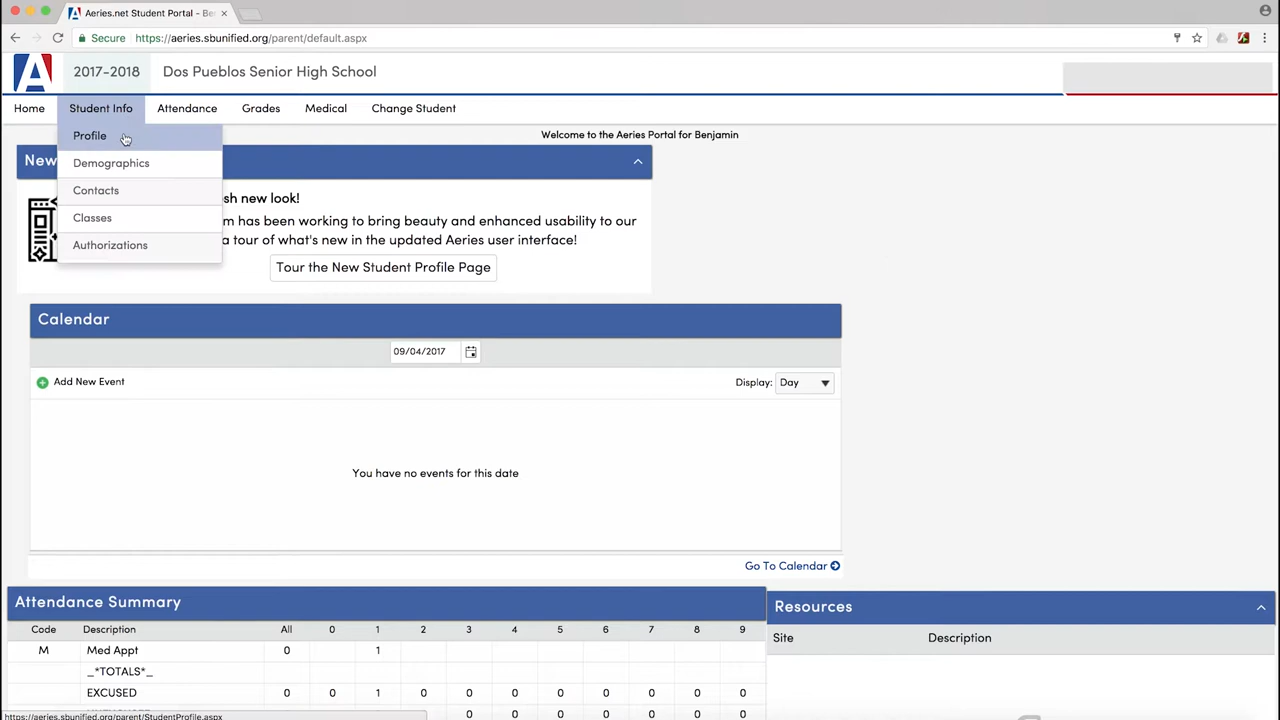 Aeries.net Student Portal - Be
Secure https://aeries.sbunified.org/parent/default.aspx
2017-2018 Dos Pueblos Senior High School
Home Student Info Attendance Grades Medical Change Student
Profile
Demographics
Contacts
Classes
Authorizations
Welcome to the Aeries Portal for Benjamin
New
sh new look!
m has been working to bring beauty and enhanced usability to our
a tour of what's new in the updated Aeries user interface!
Tour the New Student Profile Page
Calendar
09/04/2017
Add New Event Display: Day
You have no events for this date
Go To Calendar
Attendance Summary
Code Description All 0 1 2 3 4 5 6 7 8 9
M Med Appt 0 1
_*TOTALS*_
EXCUSED 0 0 1 0 0 0 0 0 0 0 0
0 0 0 0 0 0 0
Resources
Site Description
https://aeries.sbunified.org/parent/StudentProfile.aspx